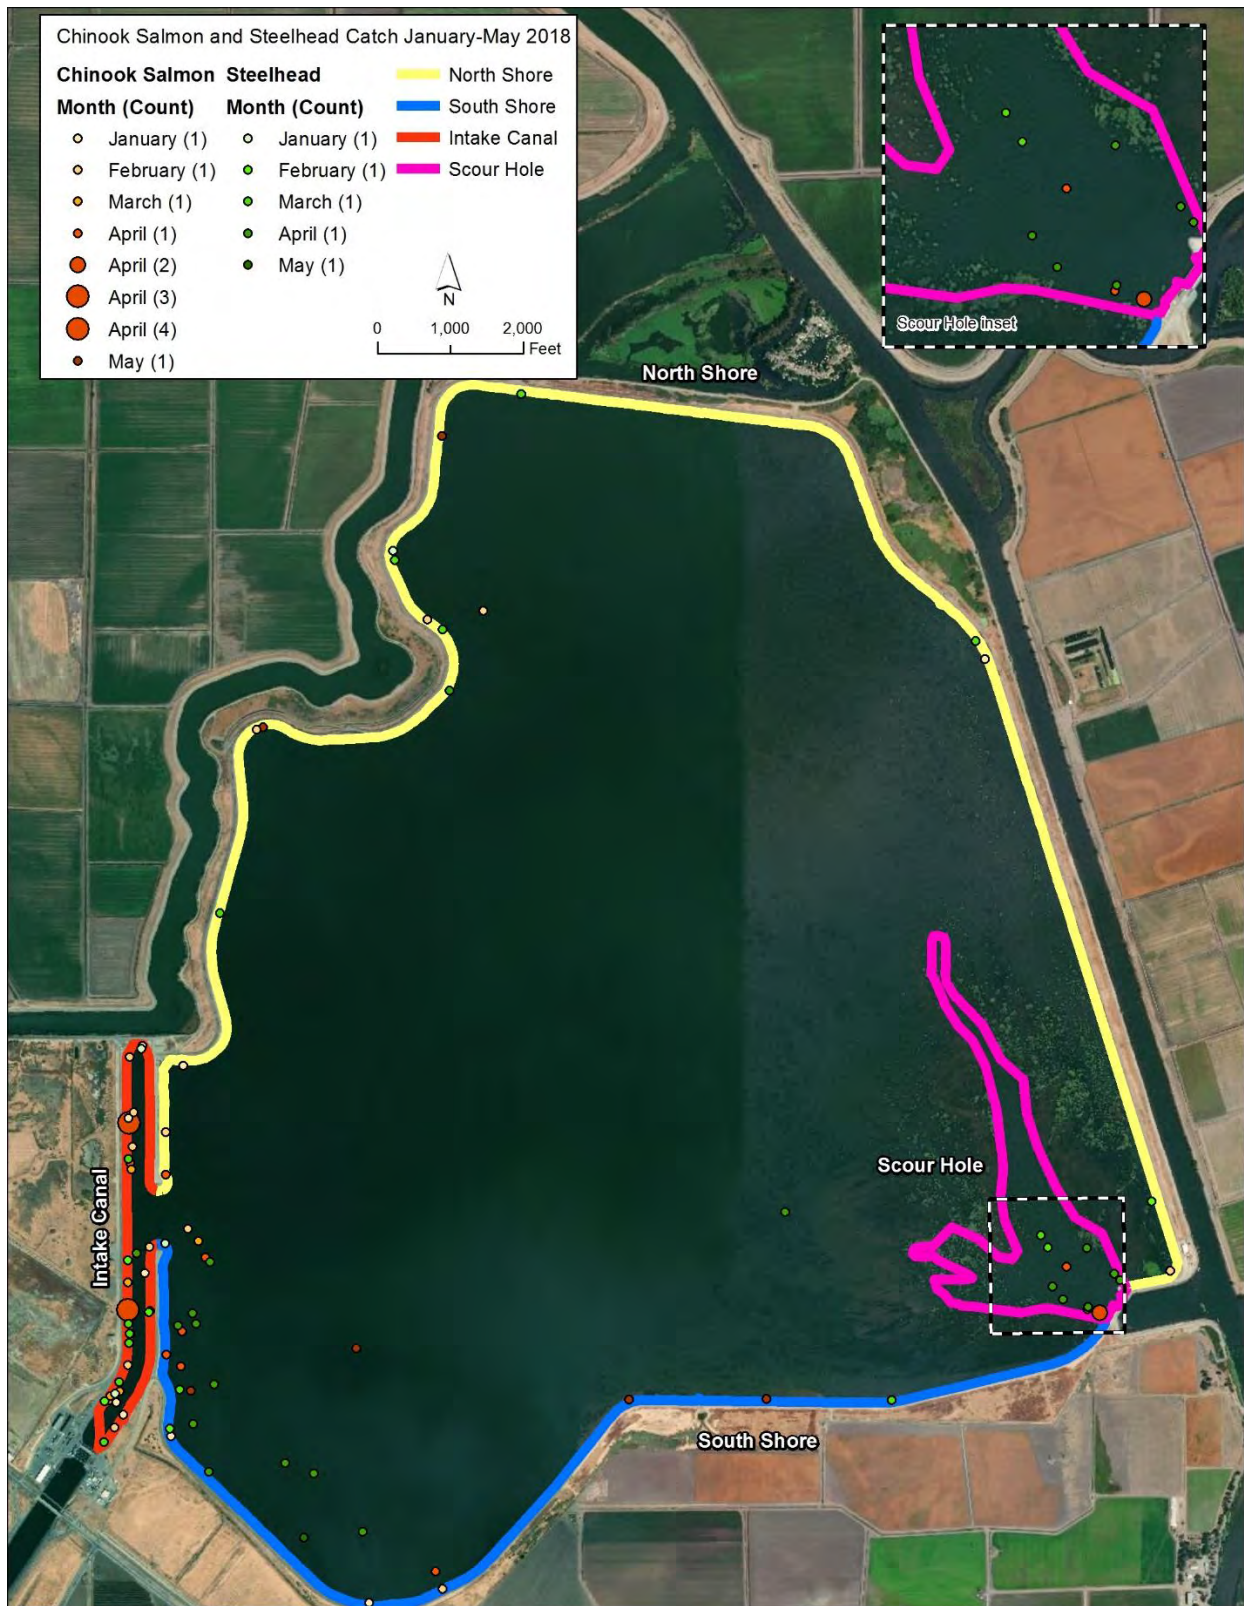 Chinook Salmon and Steelhead Catch January-May 2018
Chinook Salmon
Month (Count)
January (1)
February (1)
March (1)
April (1)
April (2)
April (3)
April (4)
May (1)
Steelhead
Month (Count)
January (1)
February (1)
March (1)
April (1)
May (1)
North Shore
South Shore
Intake Canal
Scour Hole
N
0 1,000 2,000
Feet
Scour Hole inset
North Shore
Scour Hole
Intake Canal
South Shore